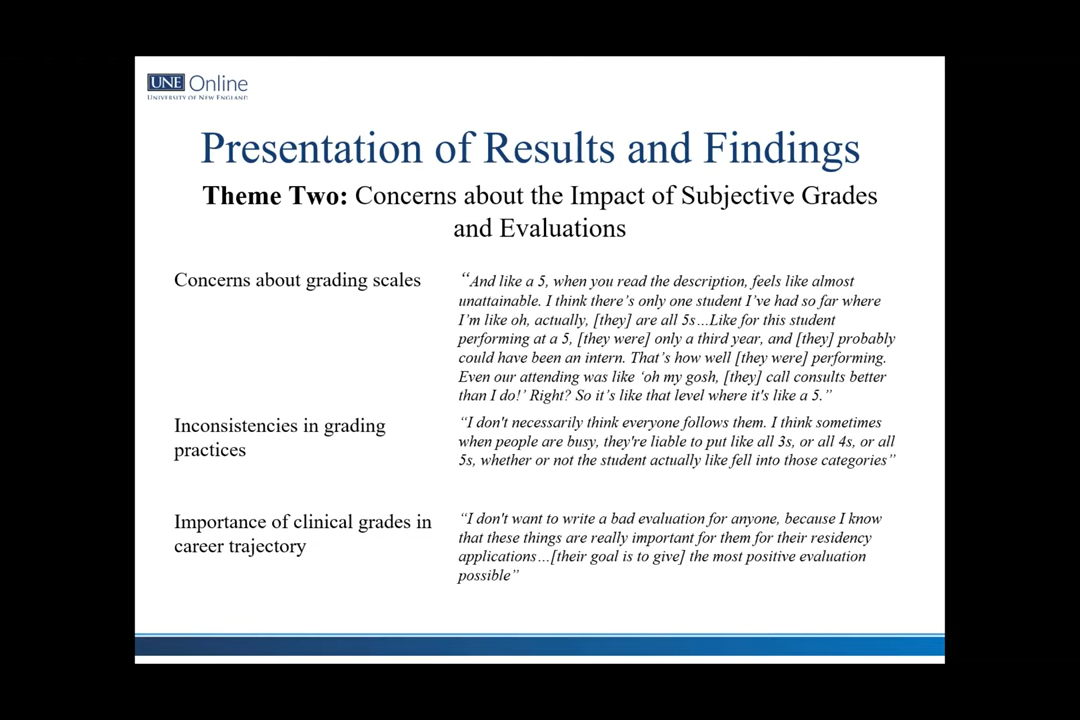 UNE Online
UNIVERSITY OF NEW ENGLAND
Presentation of Results and Findings
Theme Two: Concerns about the Impact of Subjective Grades
and Evaluations
Concerns about grading scales
“And like a 5, when you read the description, feels like almost
unattainable. I think there’s only one student I’ve had so far where
I’m like oh, actually, [they] are all 5s…Like for this student
performing at a 5, [they were] only a third year, and [they] probably
could have been an intern. That’s how well [they were] performing.
Even our attending was like ‘oh my gosh, [they] call consults better
than I do!’ Right? So it’s like that level where it's like a 5.”
Inconsistencies in grading
practices
“I don't necessarily think everyone follows them. I think sometimes
when people are busy, they're liable to put like all 3s, or all 4s, or all
5s, whether or not the student actually like fell into those categories”
Importance of clinical grades in
career trajectory
“I don't want to write a bad evaluation for anyone, because I know
that these things are really important for them for their residency
applications…[their goal is to give] the most positive evaluation
possible”